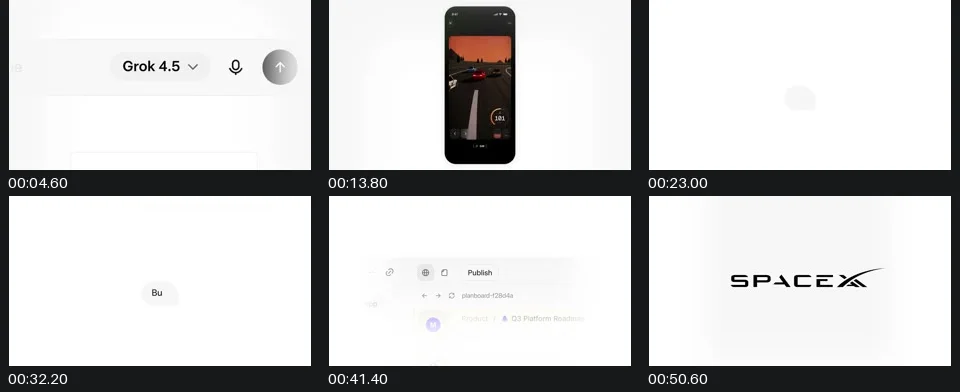 Grok 4.5
101
00:04.60
00:13.80
00:23.00
Bu
Publish
planboard-f28d4a
M
Product > Q3 Platform Roadmap
SPACEX
00:32.20
00:41.40
00:50.60